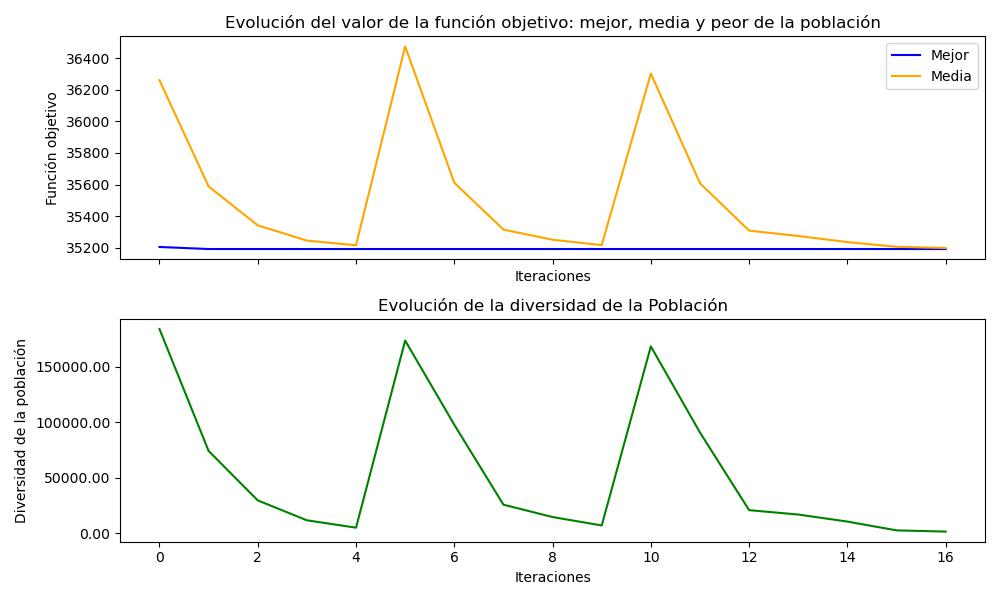 Evolución del valor de la función objetivo: mejor, media y peor de la población
Mejor
Media
36400
36200
36000
35800
35600
35400
35200
Función objetivo
Iteraciones
Evolución de la diversidad de la Población
150000.00
100000.00
50000.00
0.00
Diversidad de la población
0 2 4 6 8 10 12 14 16
Iteraciones